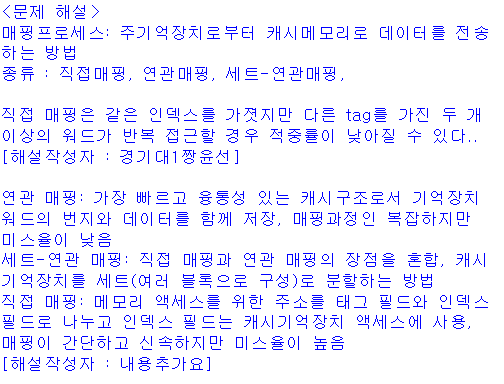 <문제 해설>
매핑프로세스: 주기억장치로부터 캐시메모리로 데이터를 전송
하는 방법
종류 : 직접매핑, 연관매핑, 세트-연관매핑,
직접 매핑은 같은 인덱스를 가졋지만 다른 tag를 가진 두 개
이상의 워드가 반복 접근할 경우 적중률이 낮아질 수 있다..
[해설작성자 : 경기대1짱윤선]
연관 매핑: 가장 빠르고 융통성 있는 캐시구조로서 기억장치
워드의 번지와 데이터를 함께 저장, 매핑과정인 복잡하지만
미스율이 낮음
세트-연관 매핑: 직접 매핑과 연관 매핑의 장점을 혼합, 캐시
기억장치를 세트(여러 블록으로 구성)로 분할하는 방법
직접 매핑: 메모리 액세스를 위한 주소를 태그 필드와 인덱스
필드로 나누고 인덱스 필드는 캐시기억장치 액세스에 사용,
매핑이 간단하고 신속하지만 미스율이 높음
[해설작성자 : 내용추가요]